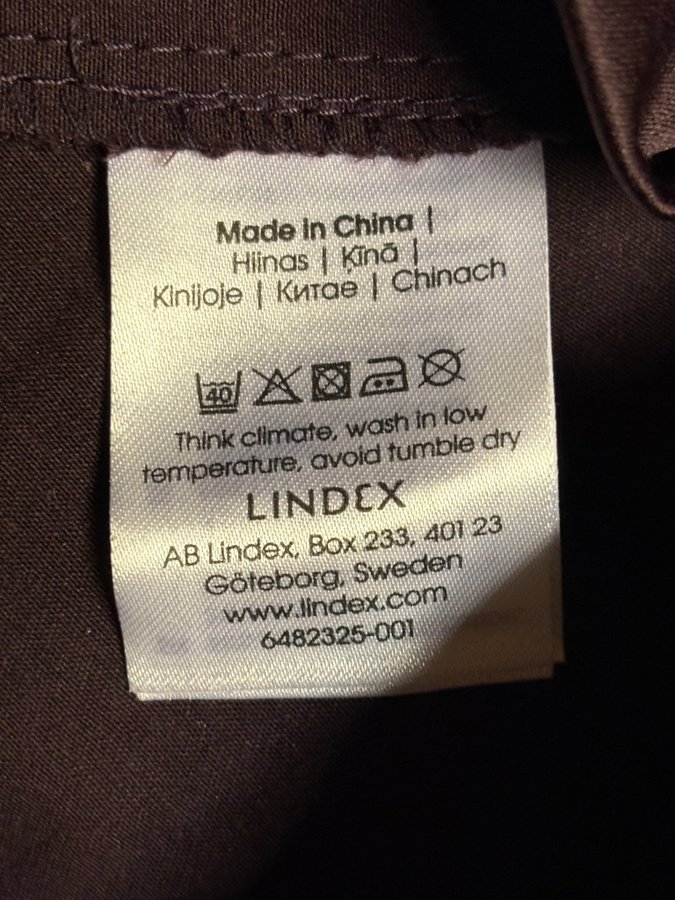 Made in China |
Hiinas | Ķīnā |
Kinijoje | Китае | Chinach
40
Think climate, wash in low
temperature, avoid tumble dry
LINDEX
AB Lindex, Box 233, 401 23
Göteborg, Sweden
www.lindex.com
6482325-001